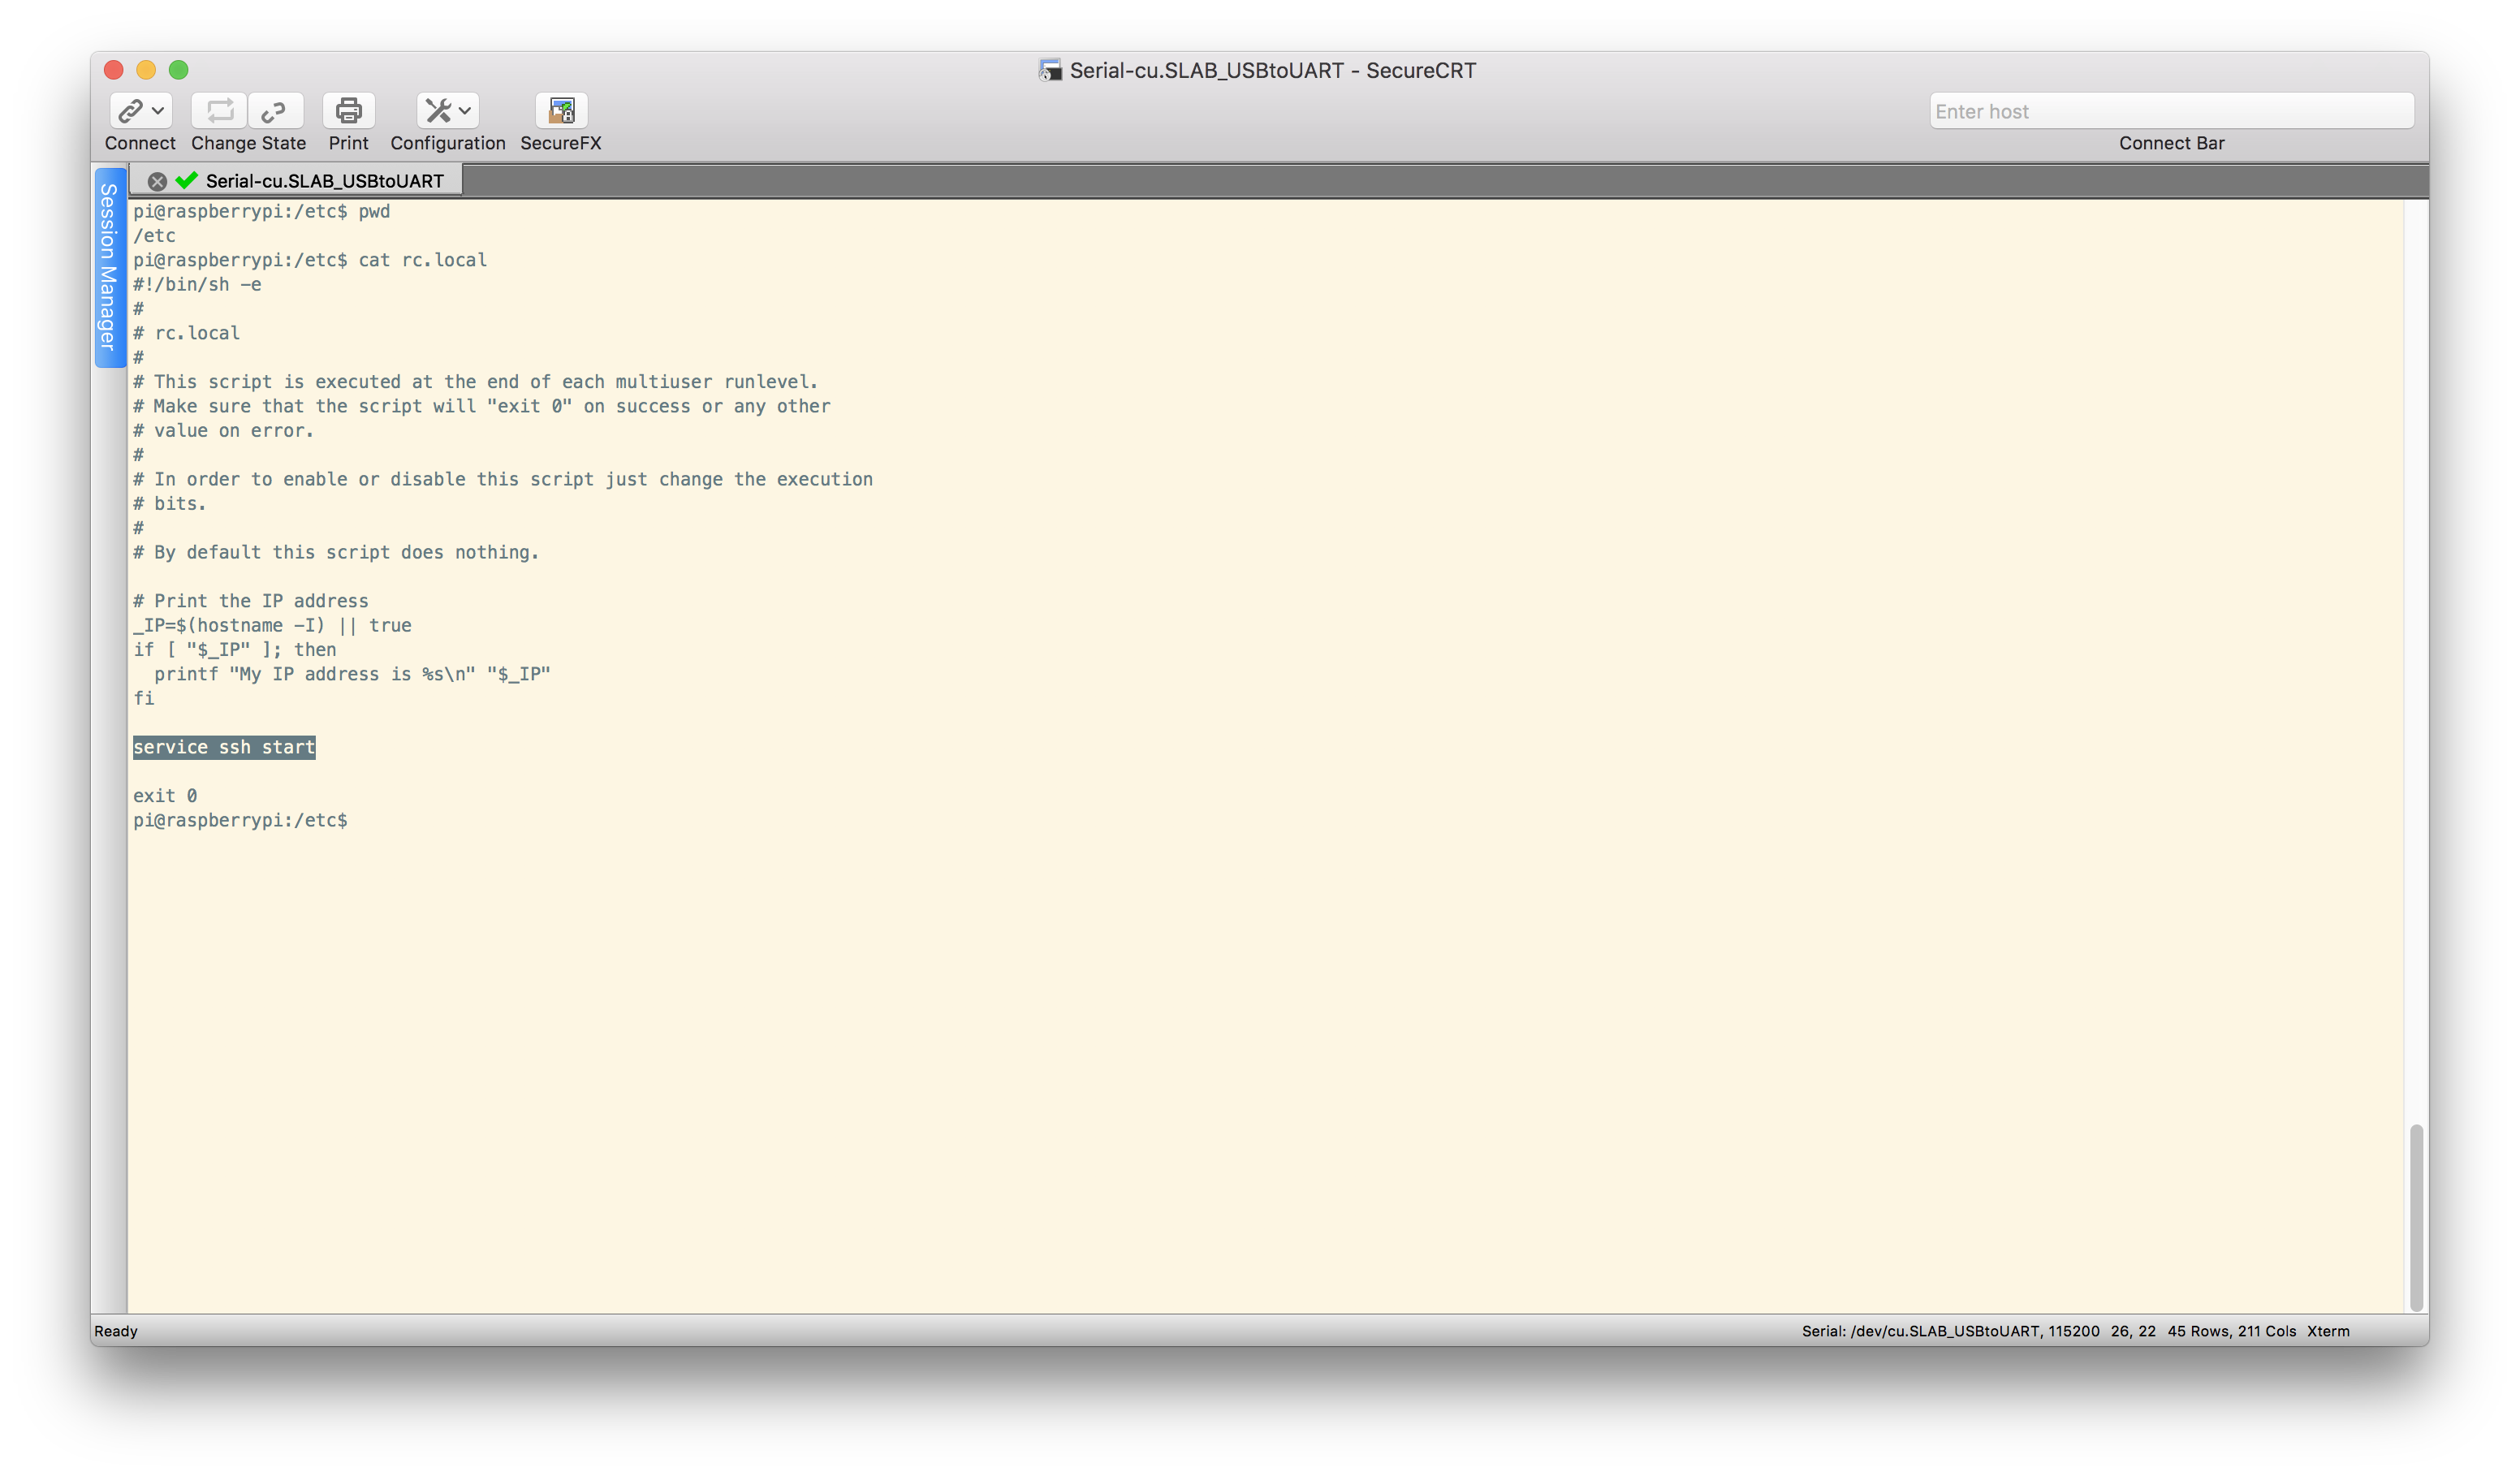 Serial-cu.SLAB_USBtoUART - SecureCRT
Enter host
Connect Change State Print Configuration SecureFX Connect Bar
Session Manager
Serial-cu.SLAB_USBtoUART
pi@raspberrypi:/etc$ pwd
/etc
pi@raspberrypi:/etc$ cat rc.local
#!/bin/sh -e
#
# rc.local
#
# This script is executed at the end of each multiuser runlevel.
# Make sure that the script will "exit 0" on success or any other
# value on error.
#
# In order to enable or disable this script just change the execution
# bits.
#
# By default this script does nothing.

# Print the IP address
_IP=$(hostname -I) || true
if [ "$_IP" ]; then
  printf "My IP address is %s\n" "$_IP"
fi

service ssh start

exit 0
pi@raspberrypi:/etc$
Ready
Serial: /dev/cu.SLAB_USBtoUART, 115200 26, 22 45 Rows, 211 Cols Xterm